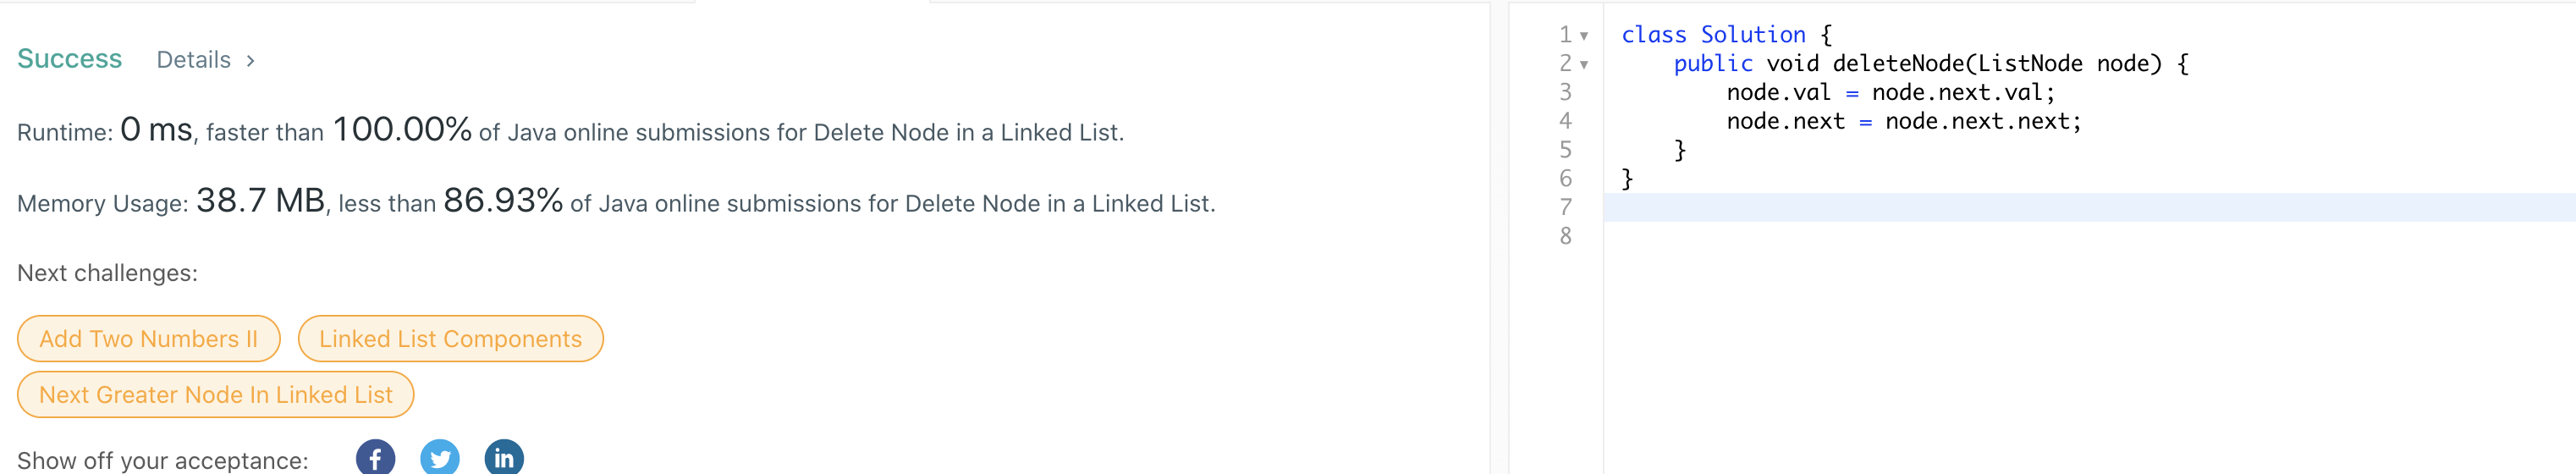 Success Details >
Runtime: 0 ms, faster than 100.00% of Java online submissions for Delete Node in a Linked List.
Memory Usage: 38.7 MB, less than 86.93% of Java online submissions for Delete Node in a Linked List.
Next challenges:
Add Two Numbers II Linked List Components
Next Greater Node In Linked List
Show off your acceptance: f in
1 class Solution {
2     public void deleteNode(ListNode node) {
3         node.val = node.next.val;
4         node.next = node.next.next;
5     }
6 }
7
8